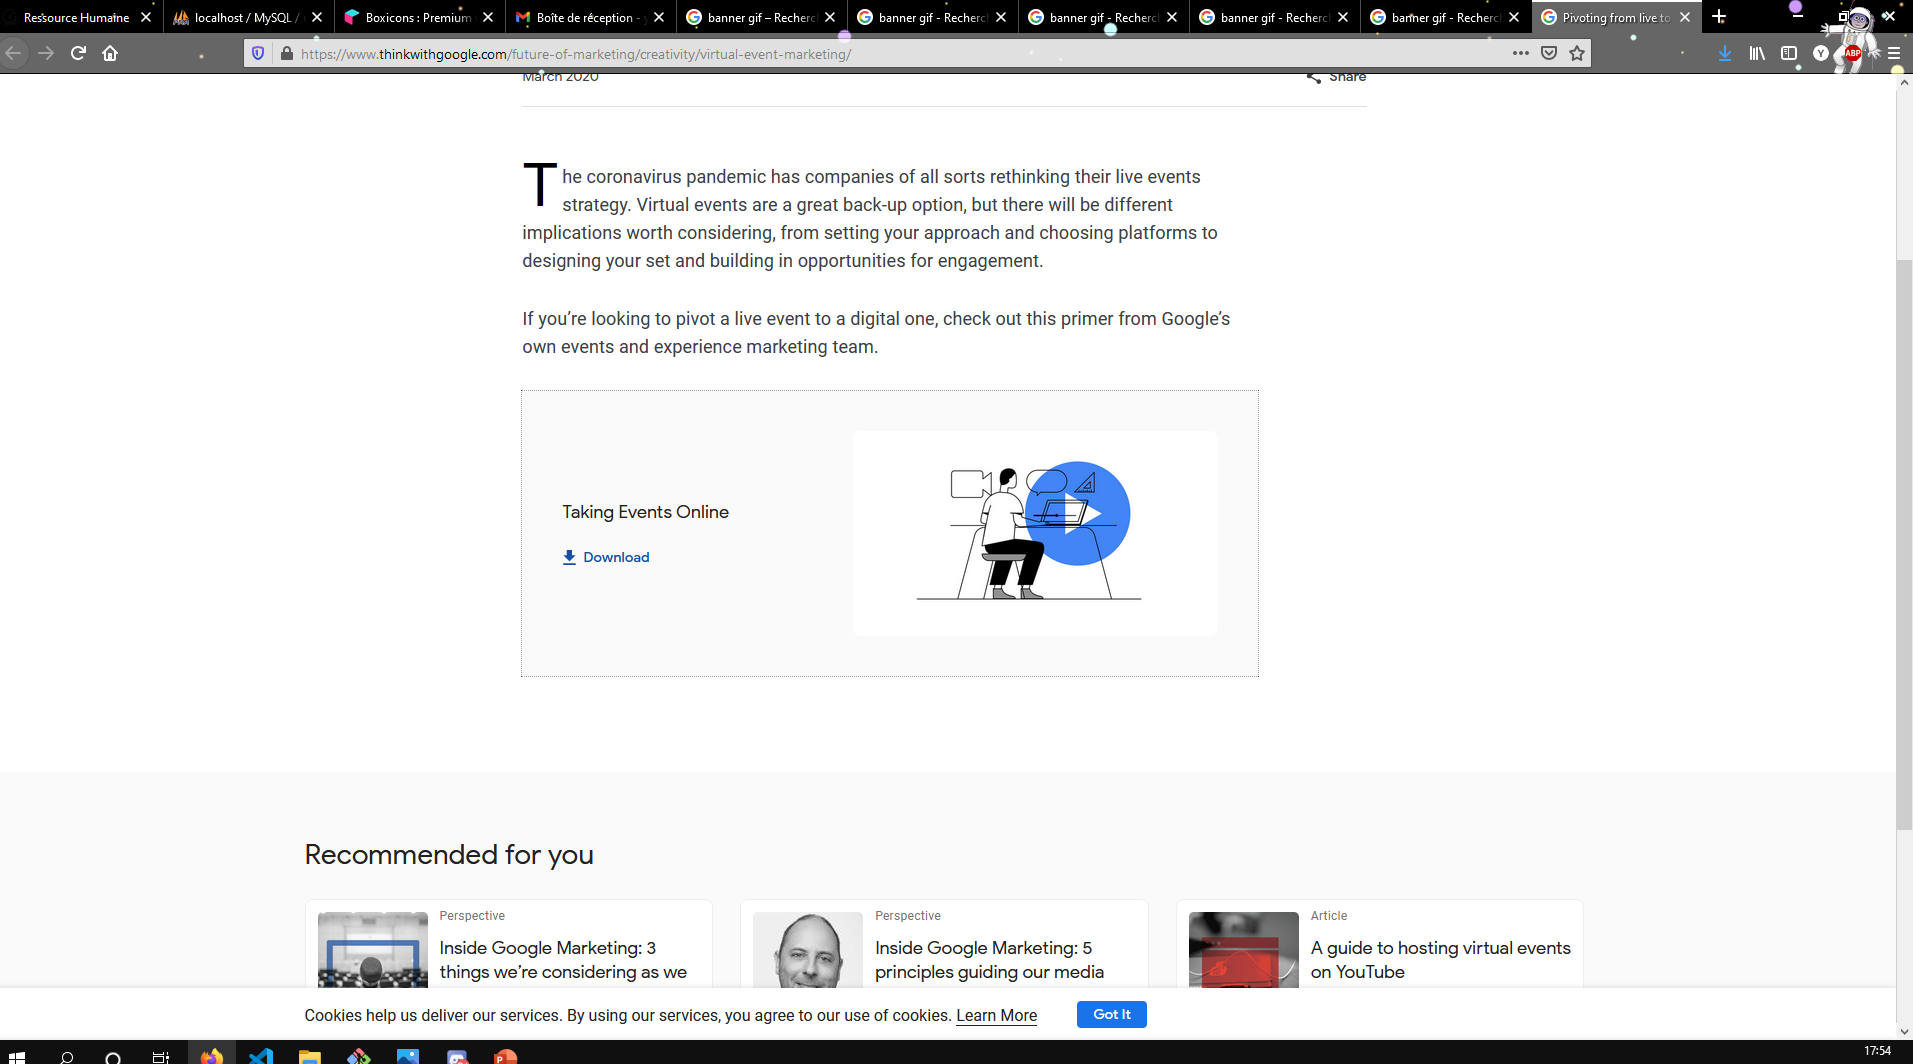 Ressource Humaine
localhost / MySQL /
Boxicons : Premium
Boîte de réception -
banner gif – Recherc
banner gif - Recherc
banner gif - Recherc
banner gif - Recherc
banner gif - Recherc
Pivoting from live to
https://www.thinkwithgoogle.com/future-of-marketing/creativity/virtual-event-marketing/
Y
ABP
March 2020
Share
The coronavirus pandemic has companies of all sorts rethinking their live events
strategy. Virtual events are a great back-up option, but there will be different
implications worth considering, from setting your approach and choosing platforms to
designing your set and building in opportunities for engagement.
If you’re looking to pivot a live event to a digital one, check out this primer from Google’s
own events and experience marketing team.
Taking Events Online
Download
Recommended for you
Perspective
Inside Google Marketing: 3
things we’re considering as we
Perspective
Inside Google Marketing: 5
principles guiding our media
Article
A guide to hosting virtual events
on YouTube
Cookies help us deliver our services. By using our services, you agree to our use of cookies. Learn More
Got It
17:54